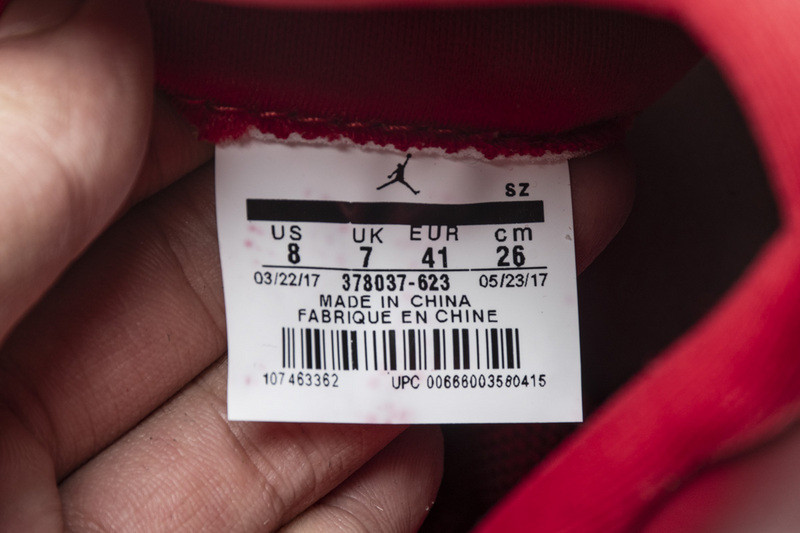 SZ
US UK EUR cm
8 7 41 26
03/22/17 378037-623 05/23/17
MADE IN CHINA
FABRIQUE EN CHINE
107463362 UPC 00666003580415